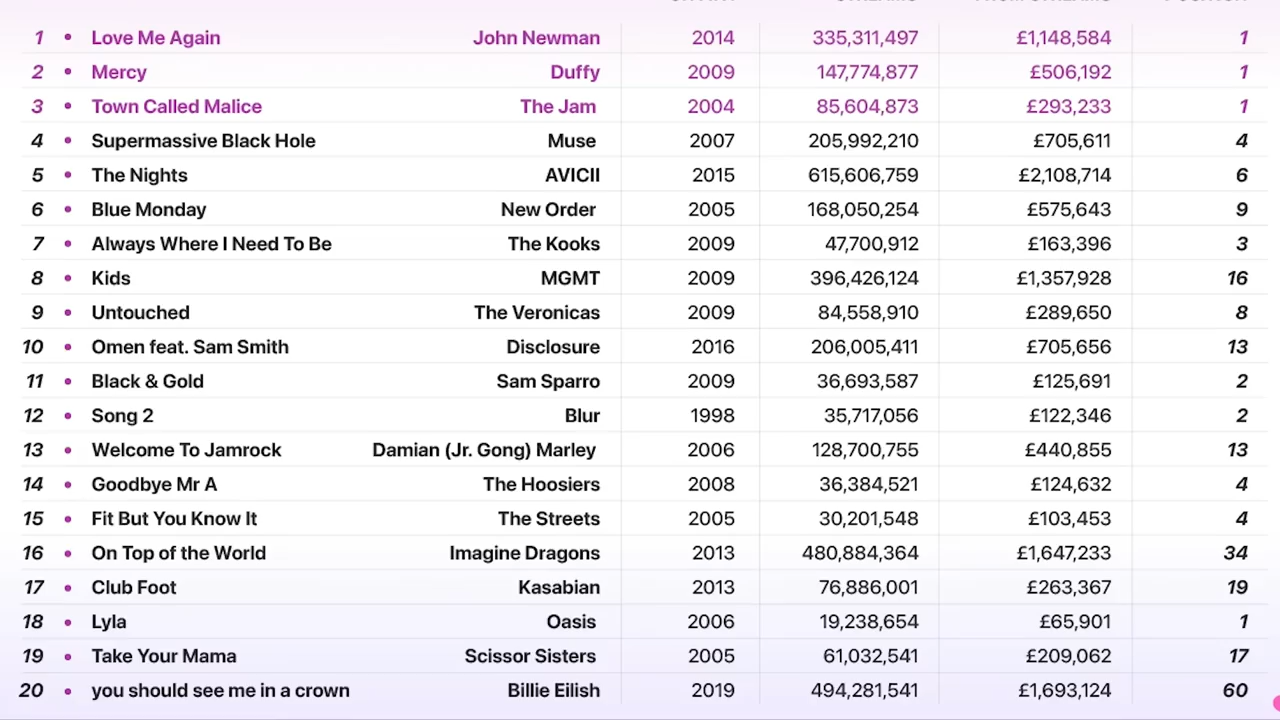 1 • Love Me Again John Newman 2014 335,311,497 £1,148,584 1
2 • Mercy Duffy 2009 147,774,877 £506,192 1
3 • Town Called Malice The Jam 2004 85,604,873 £293,233 1
4 • Supermassive Black Hole Muse 2007 205,992,210 £705,611 4
5 • The Nights AVICII 2015 615,606,759 £2,108,714 6
6 • Blue Monday New Order 2005 168,050,254 £575,643 9
7 • Always Where I Need To Be The Kooks 2009 47,700,912 £163,396 3
8 • Kids MGMT 2009 396,426,124 £1,357,928 16
9 • Untouched The Veronicas 2009 84,558,910 £289,650 8
10 • Omen feat. Sam Smith Disclosure 2016 206,005,411 £705,656 13
11 • Black & Gold Sam Sparro 2009 36,693,587 £125,691 2
12 • Song 2 Blur 1998 35,717,056 £122,346 2
13 • Welcome To Jamrock Damian (Jr. Gong) Marley 2006 128,700,755 £440,855 13
14 • Goodbye Mr A The Hoosiers 2008 36,384,521 £124,632 4
15 • Fit But You Know It The Streets 2005 30,201,548 £103,453 4
16 • On Top of the World Imagine Dragons 2013 480,884,364 £1,647,233 34
17 • Club Foot Kasabian 2013 76,886,001 £263,367 19
18 • Lyla Oasis 2006 19,238,654 £65,901 1
19 • Take Your Mama Scissor Sisters 2005 61,032,541 £209,062 17
20 • you should see me in a crown Billie Eilish 2019 494,281,541 £1,693,124 60